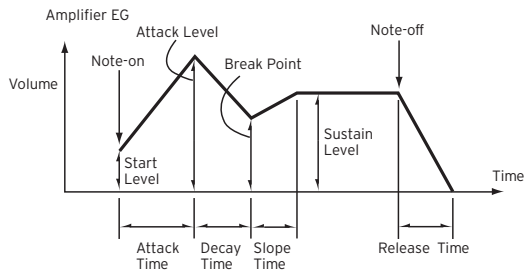 Amplifier EG
Attack Level
Note-on
Note-off
Break Point
Volume
Start
Level
Sustain
Level
Time
Attack
Time
Decay
Time
Slope
Time
Release Time